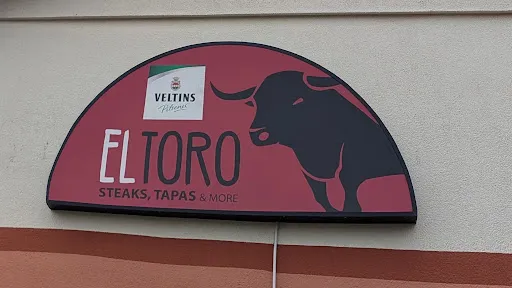 VELTINS
Pilsener
EL TORO
STEAKS, TAPAS & MORE